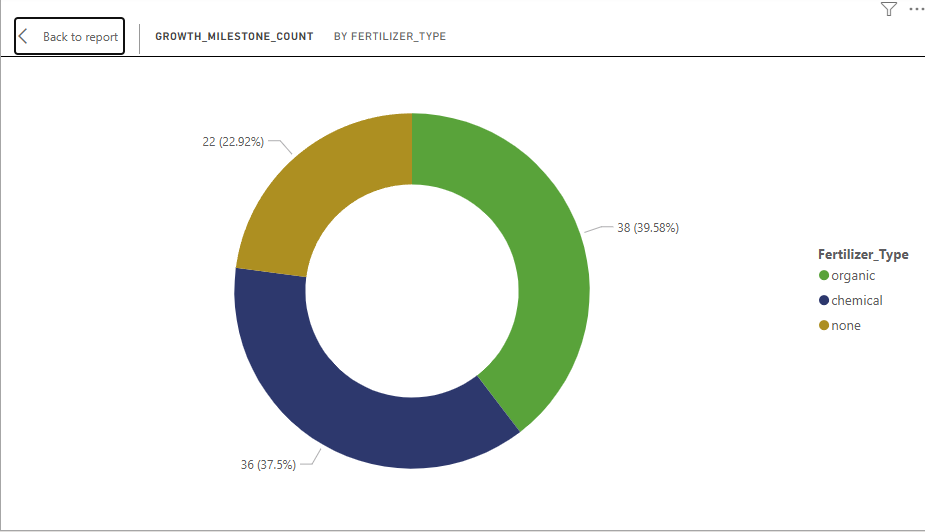 Back to report
GROWTH_MILESTONE_COUNT BY FERTILIZER_TYPE
22 (22.92%)
38 (39.58%)
36 (37.5%)
Fertilizer_Type
organic
chemical
none